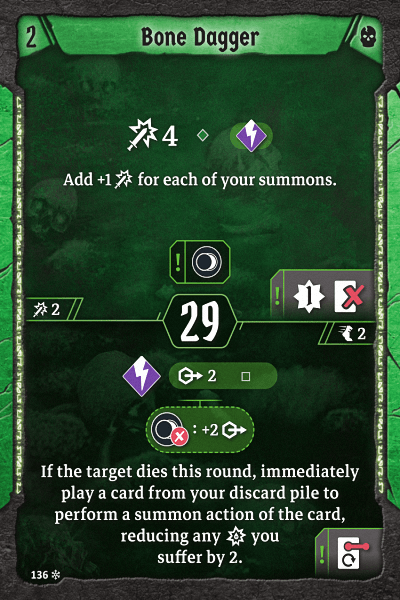 2 Bone Dagger
4
Add +1 for each of your summons.
! 
! 1
2
29
2
2
: +2
If the target dies this round, immediately
play a card from your discard pile to
perform a summon action of the card,
reducing any you
suffer by 2.
!
136